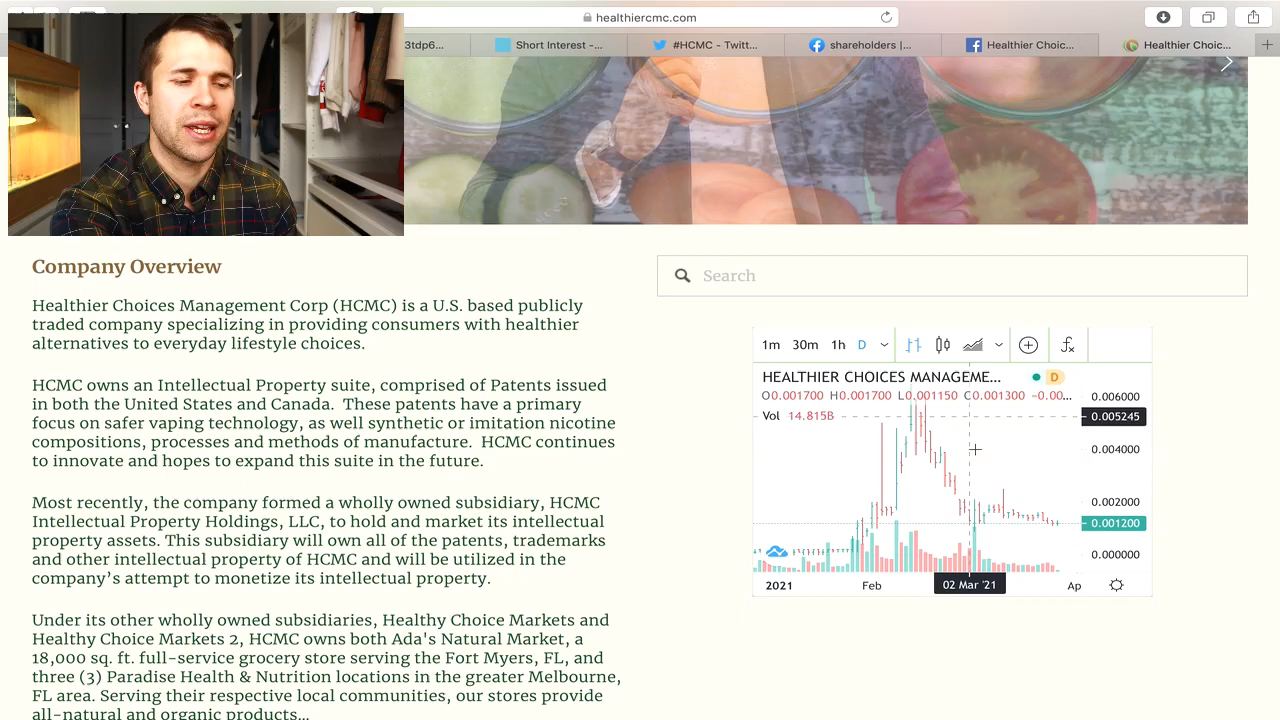 healthiercmc.com
3tdp6...
Short Interest -...
#HCMC - Twitt...
shareholders |...
Healthier Choic...
Healthier Choic...
Company Overview
Healthier Choices Management Corp (HCMC) is a U.S. based publicly
traded company specializing in providing consumers with healthier
alternatives to everyday lifestyle choices.
HCMC owns an Intellectual Property suite, comprised of Patents issued
in both the United States and Canada.  These patents have a primary
focus on safer vaping technology, as well synthetic or imitation nicotine
compositions, processes and methods of manufacture.  HCMC continues
to innovate and hopes to expand this suite in the future.
Most recently, the company formed a wholly owned subsidiary, HCMC
Intellectual Property Holdings, LLC, to hold and market its intellectual
property assets. This subsidiary will own all of the patents, trademarks
and other intellectual property of HCMC and will be utilized in the
company's attempt to monetize its intellectual property.
Under its other wholly owned subsidiaries, Healthy Choice Markets and
Healthy Choice Markets 2, HCMC owns both Ada's Natural Market, a
18,000 sq. ft. full-service grocery store serving the Fort Myers, FL, and
three (3) Paradise Health & Nutrition locations in the greater Melbourne,
FL area. Serving their respective local communities, our stores provide
all-natural and organic products...
Search
1m 30m 1h D
HEALTHIER CHOICES MANAGEME... D
O0.001700 H0.001700 L0.001150 C0.001300 −0.00...
Vol 14.815B
0.006000
0.005245
0.004000
0.002000
0.001200
0.000000
2021 Feb 02 Mar '21 Ap